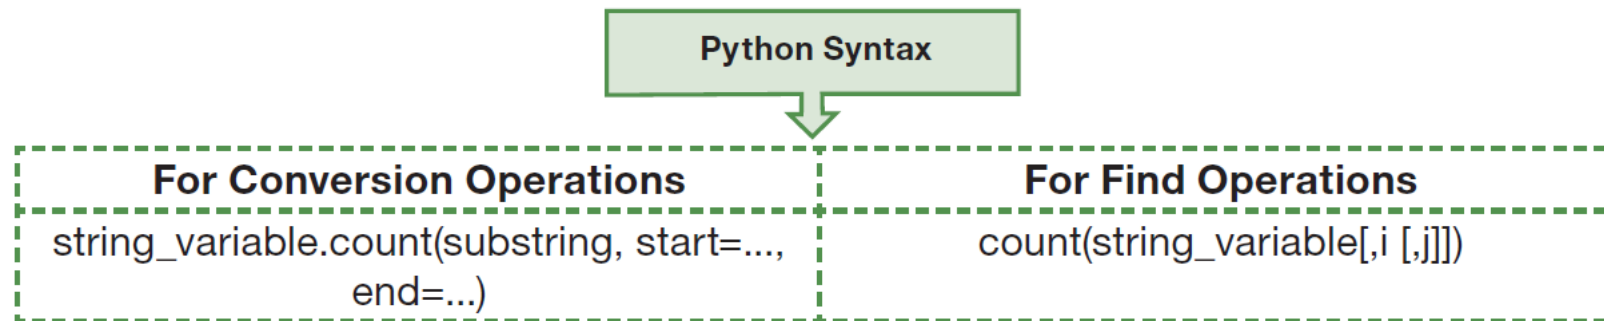 Python Syntax
For Conversion Operations
For Find Operations
string_variable.count(substring, start=...,
end=...)
count(string_variable[,i [,j]])